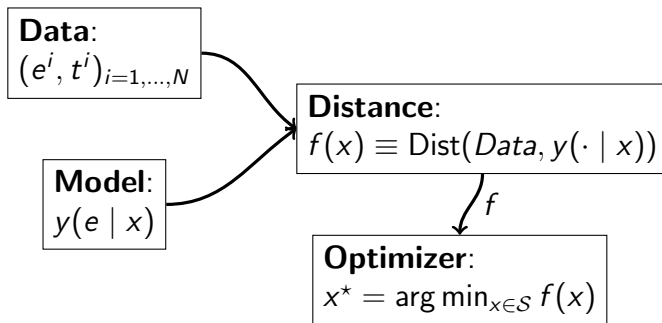 Data:
(e^i, t^i)_{i=1,...,N}
Distance:
f(x) ≡ Dist(Data, y(· | x))
Model:
y(e | x)
f
Optimizer:
x^⋆ = arg min_{x∈𝒮} f(x)